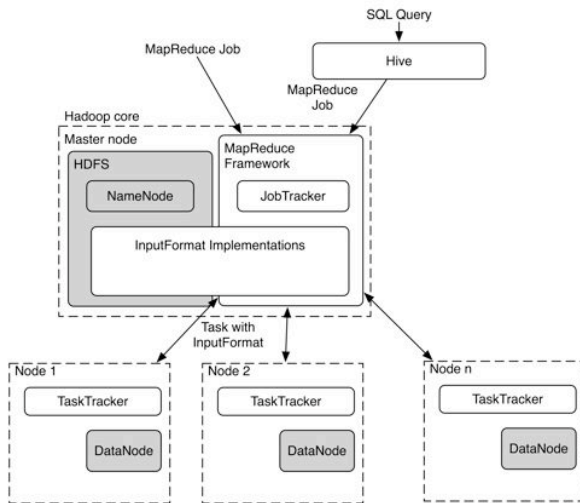 SQL Query
Hive
MapReduce Job
MapReduce
Job
Hadoop core
Master node
HDFS
NameNode
MapReduce
Framework
JobTracker
InputFormat Implementations
Task with
InputFormat
Node 1
TaskTracker
DataNode
Node 2
TaskTracker
DataNode
Node n
TaskTracker
DataNode